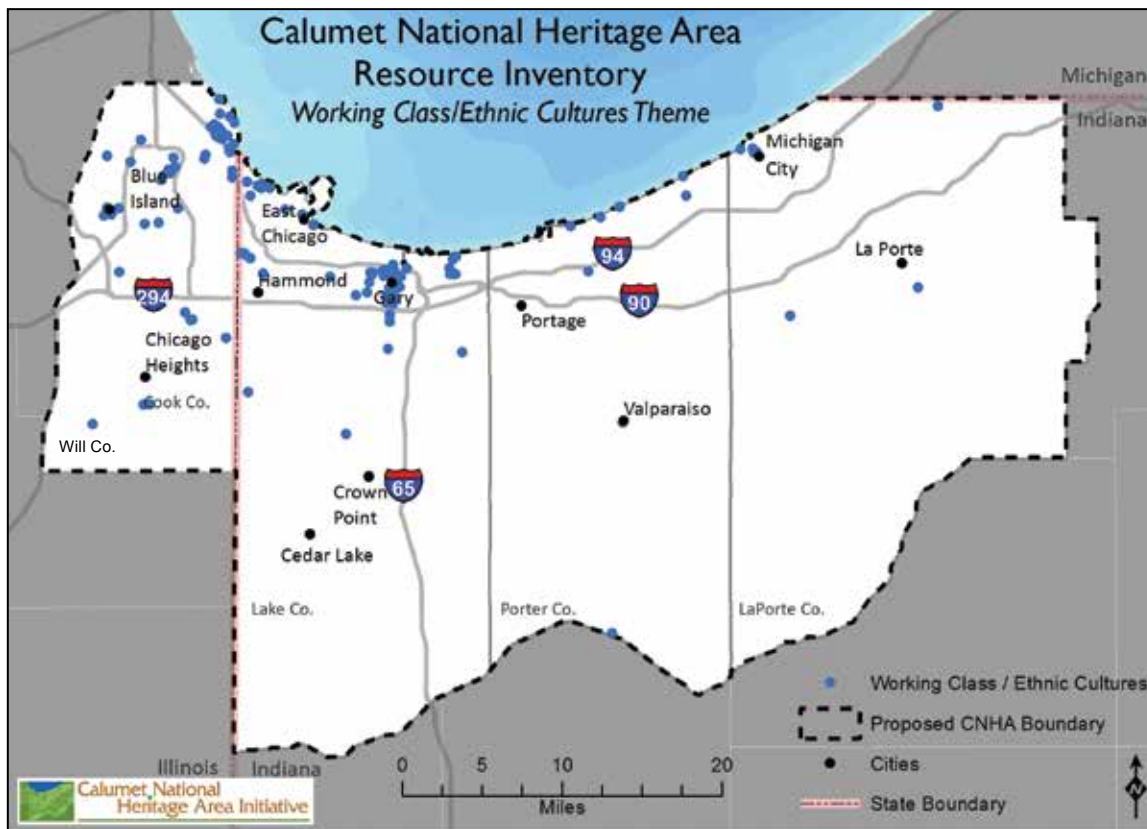 Calumet National Heritage Area
Resource Inventory
Working Class/Ethnic Cultures Theme
Michigan
Indiana
Michigan
City
Blue
Island
East
Chicago
94
La Porte
Hammond
Gary
294
90
Portage
Chicago
Heights
Cook Co.
Valparaiso
Will Co.
65
Crown
Point
Cedar Lake
Lake Co.
Porter Co.
LaPorte Co.
Working Class / Ethnic Cultures
Proposed CNHA Boundary
Cities
State Boundary
Illinois
Indiana
0 5 10 20
Miles
Calumet National
Heritage Area Initiative
N